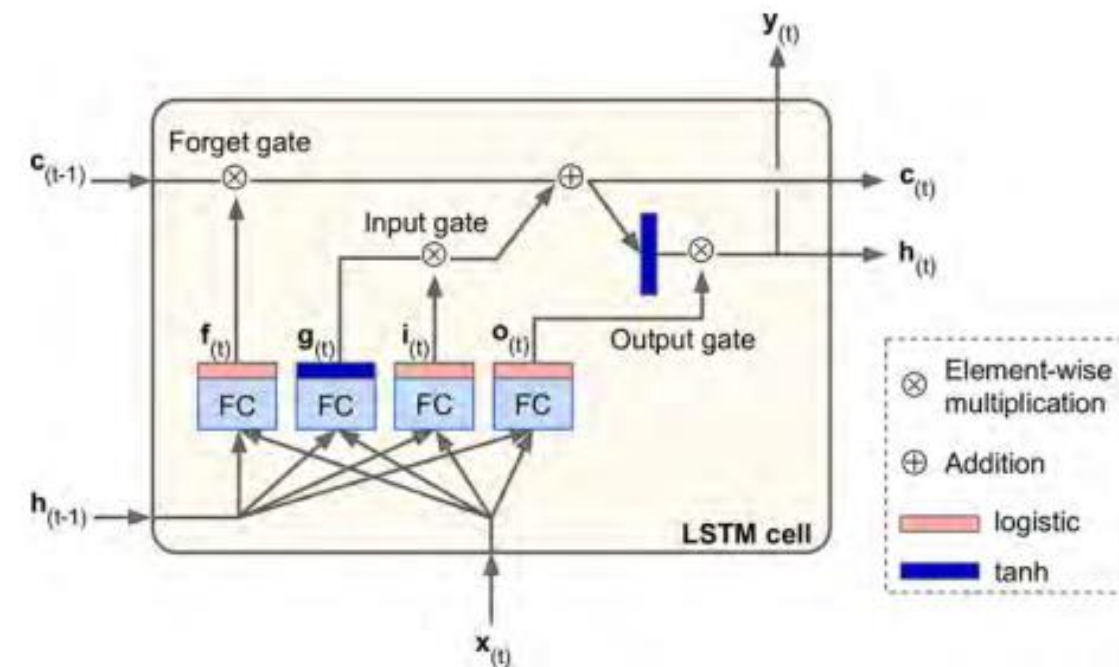 y(t)
Forget gate
c(t-1)
c(t)
Input gate
h(t)
f(t)
g(t)
i(t)
o(t)
Output gate
FC
FC
FC
FC
h(t-1)
LSTM cell
x(t)
Element-wise
multiplication
Addition
logistic
tanh